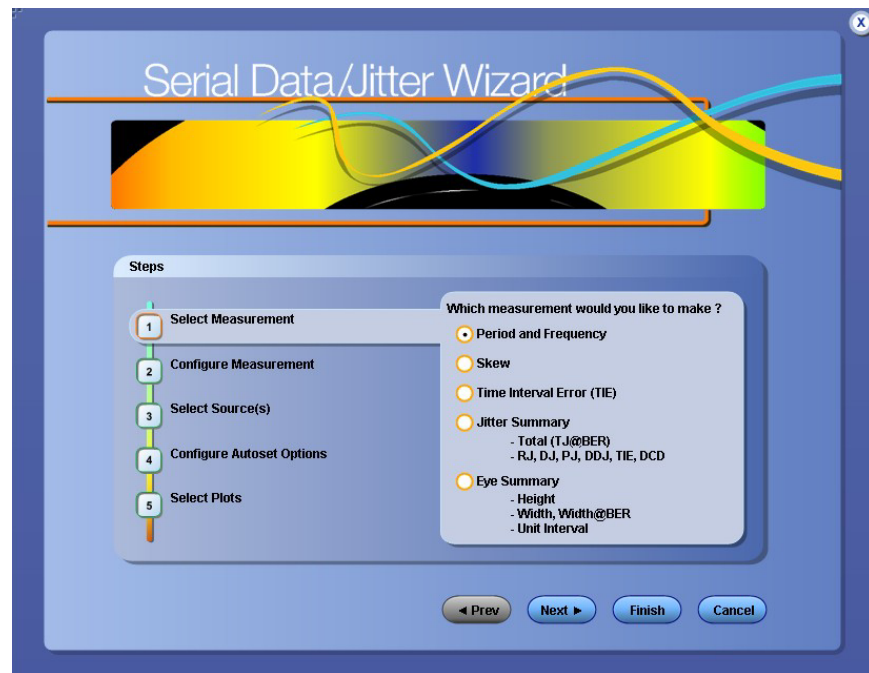 X
Serial Data/Jitter Wizard
Steps
1 Select Measurement
2 Configure Measurement
3 Select Source(s)
4 Configure Autoset Options
5 Select Plots
Which measurement would you like to make ?
Period and Frequency
Skew
Time Interval Error (TIE)
Jitter Summary
- Total (TJ@BER)
- RJ, DJ, PJ, DDJ, TIE, DCD
Eye Summary
- Height
- Width, Width@BER
- Unit Interval
◄ Prev Next ► Finish Cancel